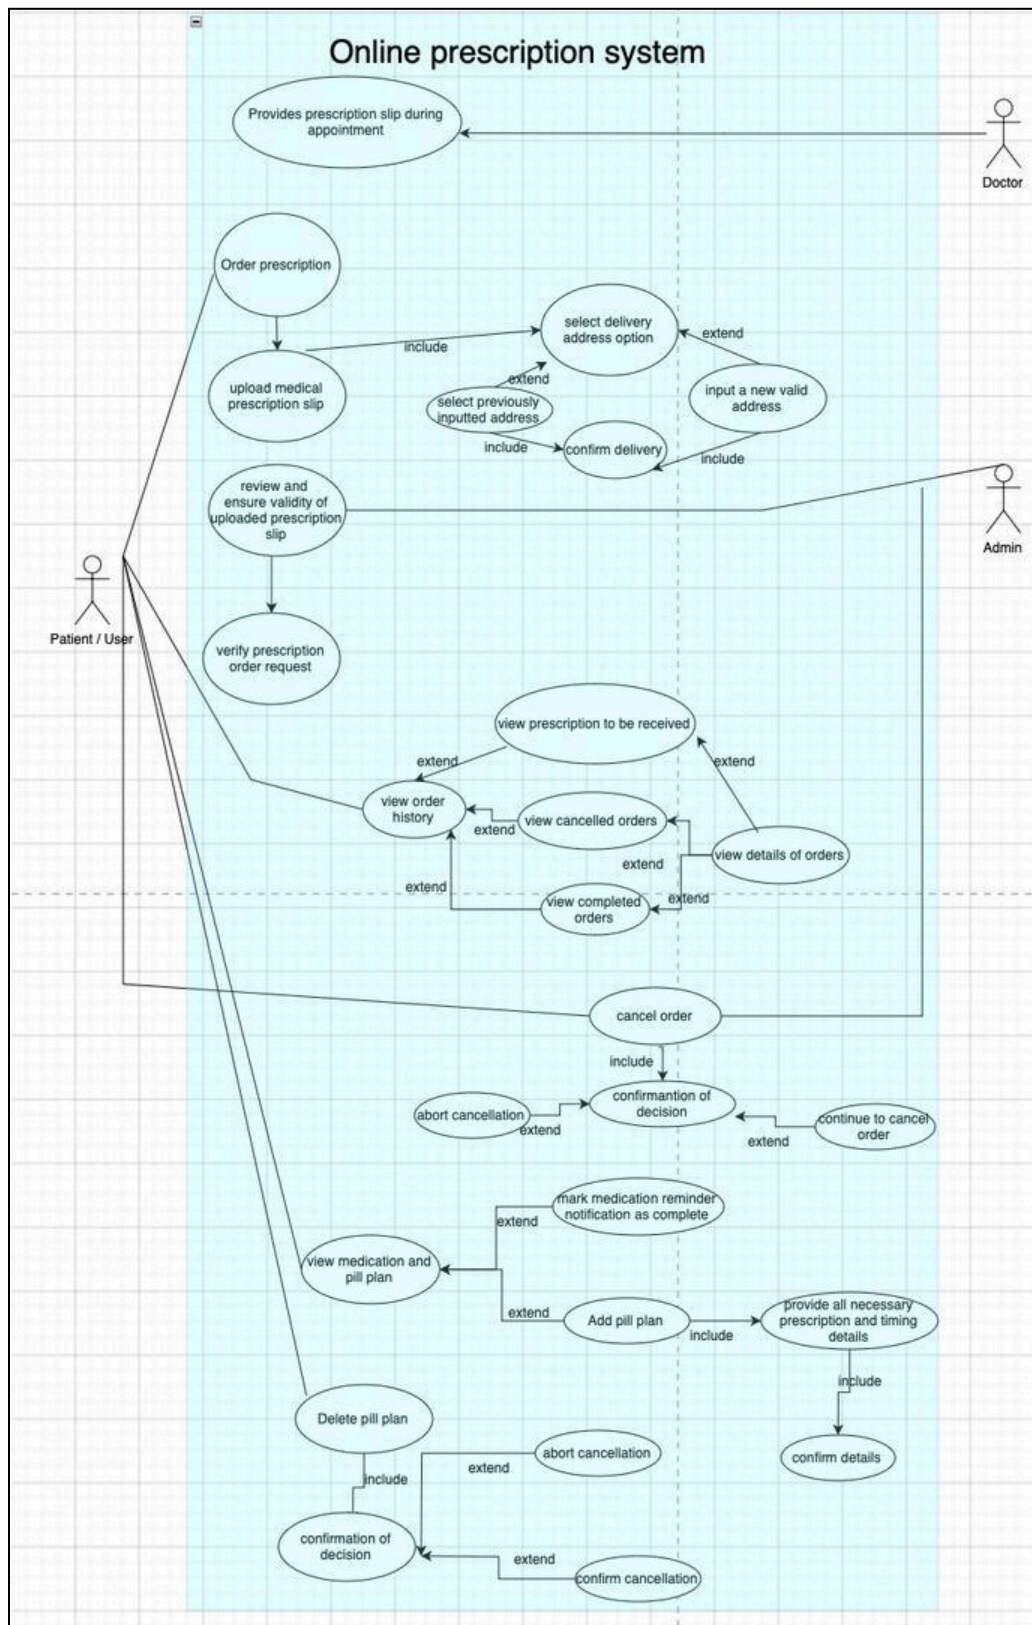 Online prescription system
Provides prescription slip during
appointment
Doctor
Order prescription
select delivery
address option
extend
include
extend
upload medical
prescription slip
select previously
inputted address
input a new valid
address
include
confirm delivery
include
review and
ensure validity of
uploaded prescription
slip
Admin
Patient / User
verify prescription
order request
view prescription to be received
extend
extend
view order
history
view cancelled orders
extend
view details of orders
extend
extend
view completed
orders
extend
cancel order
include
confirmantion of
decision
abort cancellation
extend
continue to cancel
order
extend
mark medication reminder
notification as complete
extend
view medication and
pill plan
extend
Add pill plan
include
provide all necessary
prescription and timing
details
include
Delete pill plan
abort cancellation
extend
confirm details
include
confirmation of
decision
extend
confirm cancellation